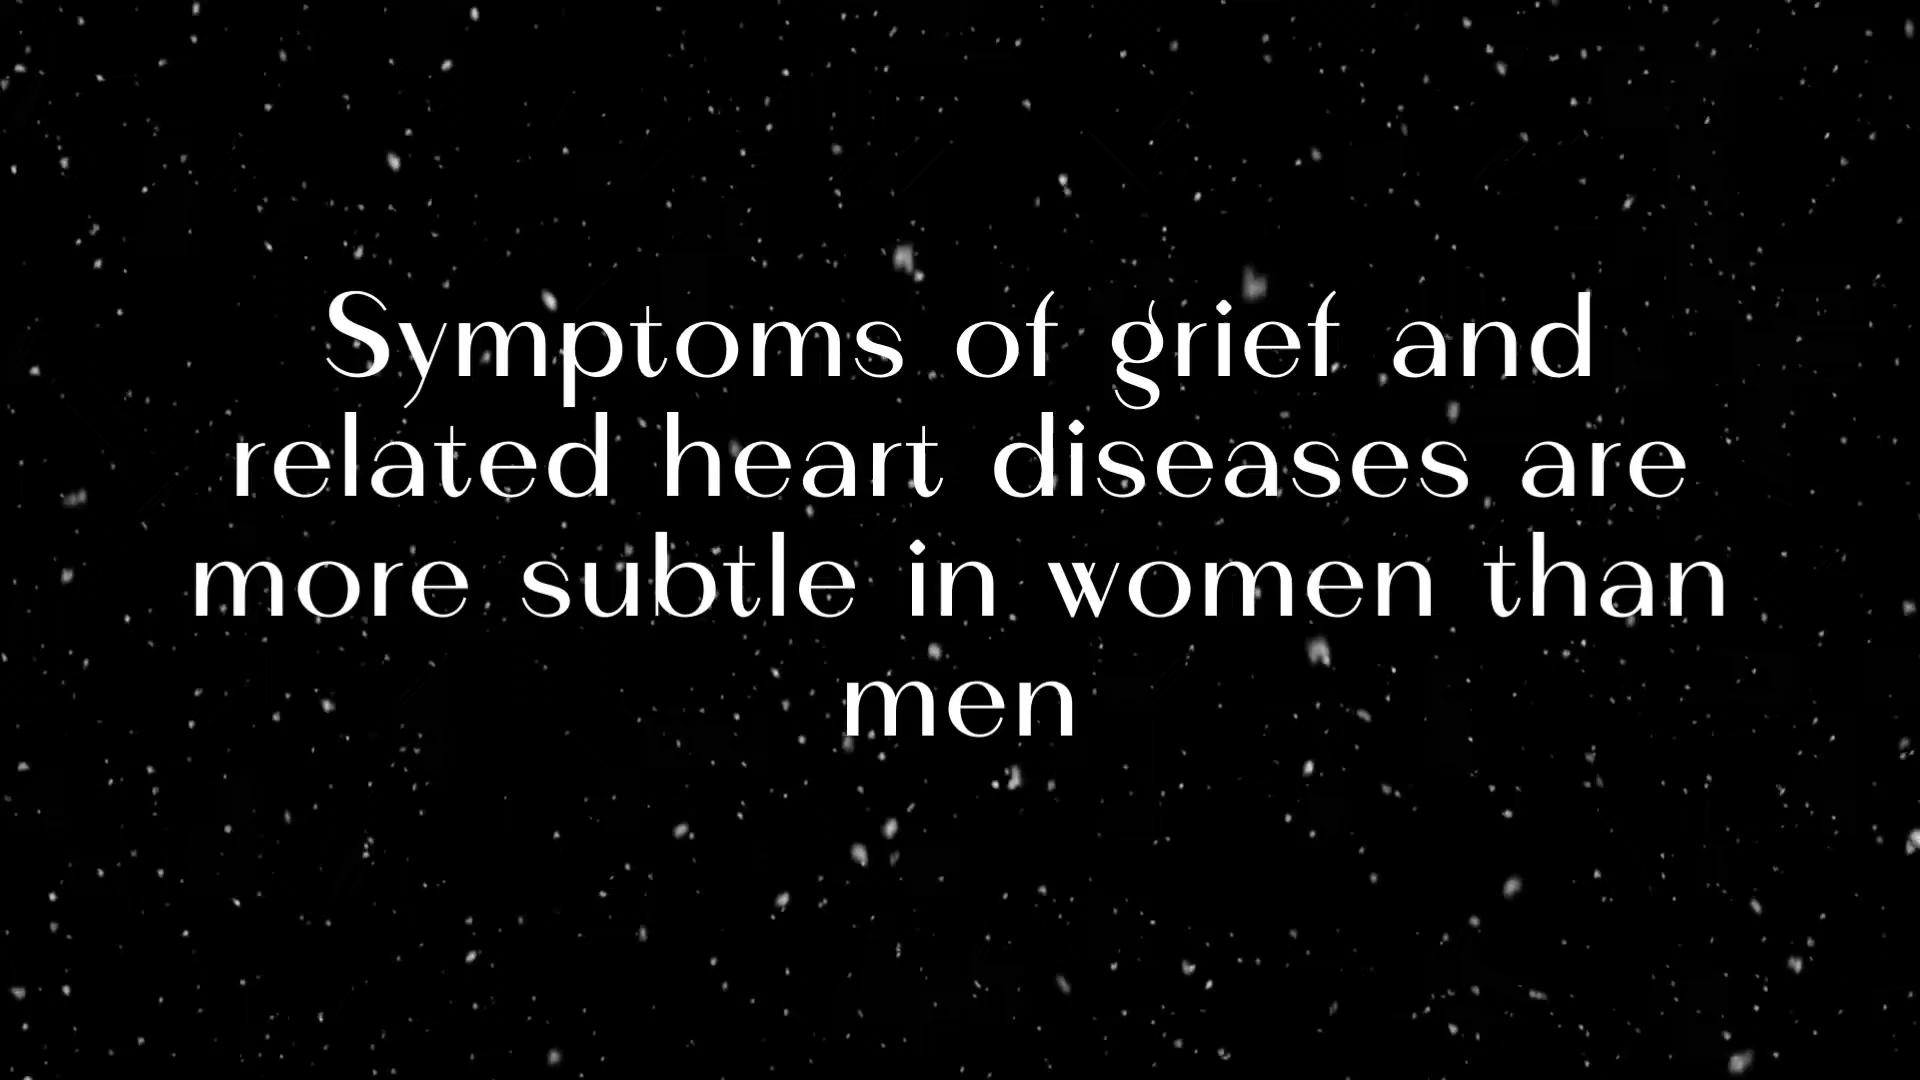 Symptoms of grief and
related heart diseases are
more subtle in women than
men